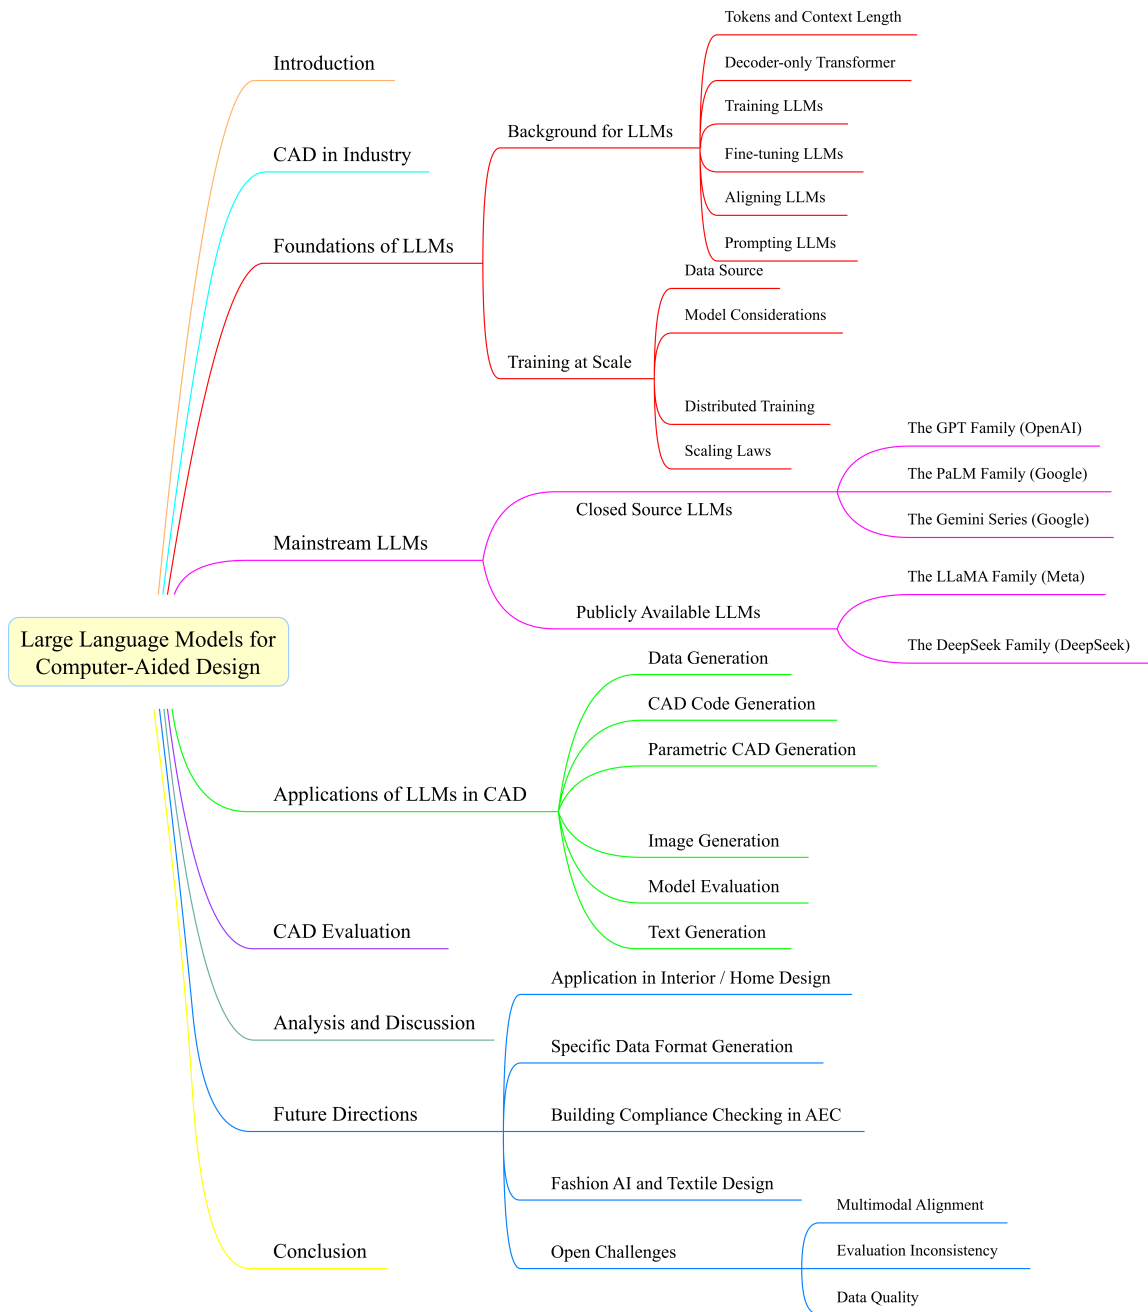 Large Language Models for
Computer-Aided Design
Introduction
CAD in Industry
Foundations of LLMs
Background for LLMs
Tokens and Context Length
Decoder-only Transformer
Training LLMs
Fine-tuning LLMs
Aligning LLMs
Prompting LLMs
Training at Scale
Data Source
Model Considerations
Distributed Training
Scaling Laws
Mainstream LLMs
Closed Source LLMs
The GPT Family (OpenAI)
The PaLM Family (Google)
The Gemini Series (Google)
Publicly Available LLMs
The LLaMA Family (Meta)
The DeepSeek Family (DeepSeek)
Applications of LLMs in CAD
Data Generation
CAD Code Generation
Parametric CAD Generation
Image Generation
Model Evaluation
Text Generation
CAD Evaluation
Analysis and Discussion
Future Directions
Application in Interior / Home Design
Specific Data Format Generation
Building Compliance Checking in AEC
Fashion AI and Textile Design
Open Challenges
Multimodal Alignment
Evaluation Inconsistency
Data Quality
Conclusion